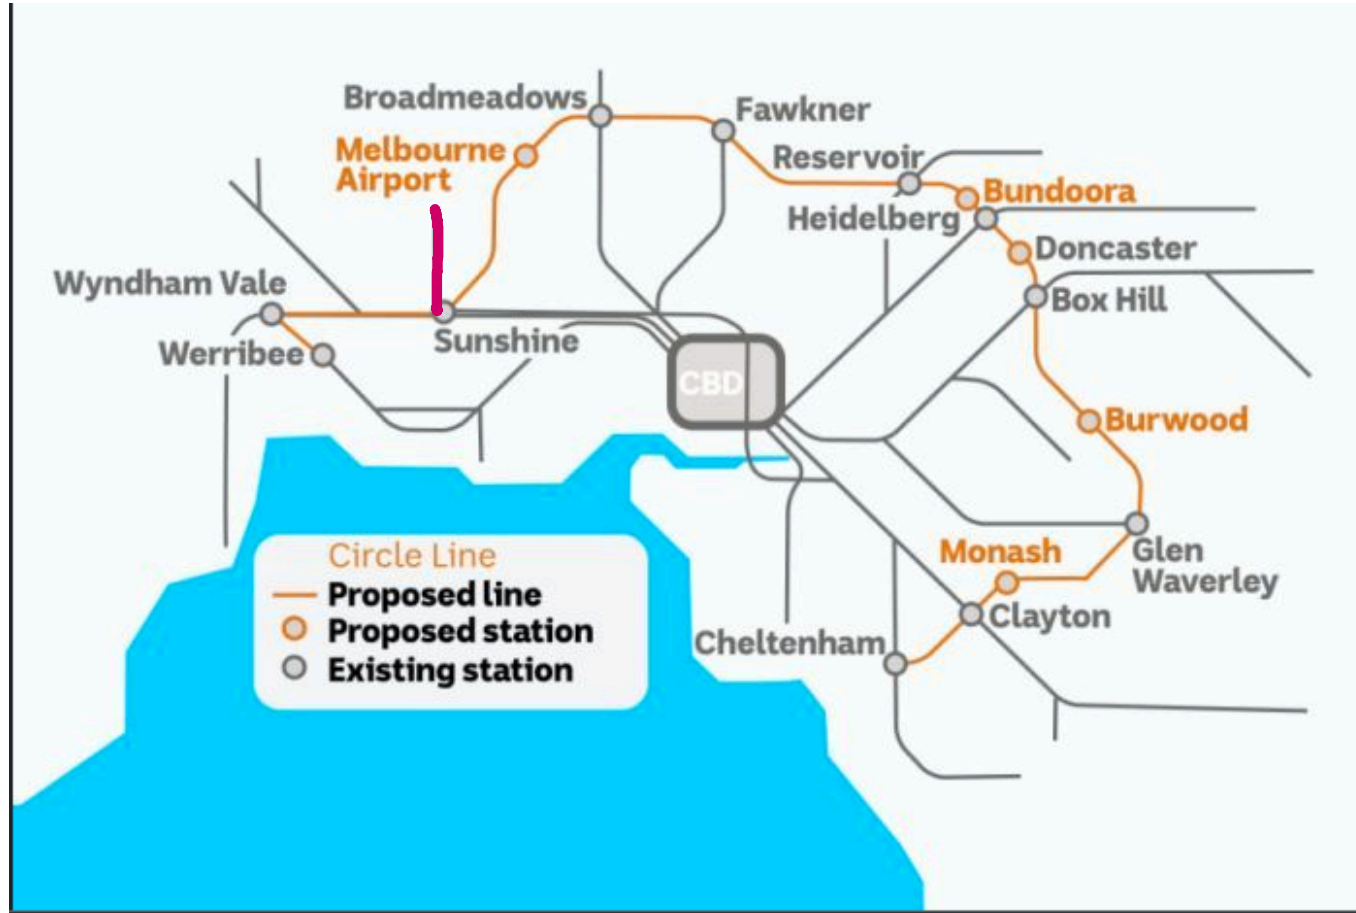 Broadmeadows
Fawkner
Melbourne
Airport
Reservoir
Bundoora
Heidelberg
Doncaster
Wyndham Vale
Box Hill
Werribee
Sunshine
CBD
Burwood
Monash
Glen
Waverley
Clayton
Cheltenham
Circle Line
Proposed line
Proposed station
Existing station